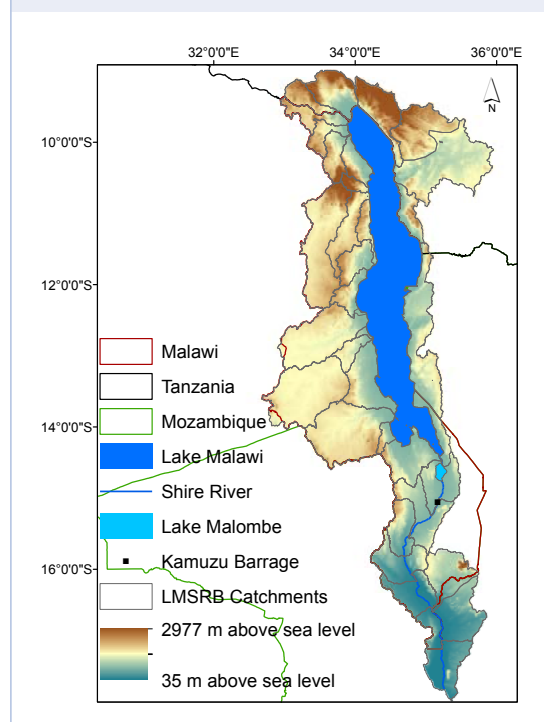 32°0'0"E 34°0'0"E 36°0'0"E
N
10°0'0"S
12°0'0"S
14°0'0"S
16°0'0"S
Malawi
Tanzania
Mozambique
Lake Malawi
Shire River
Lake Malombe
Kamuzu Barrage
LMSRB Catchments
2977 m above sea level
35 m above sea level